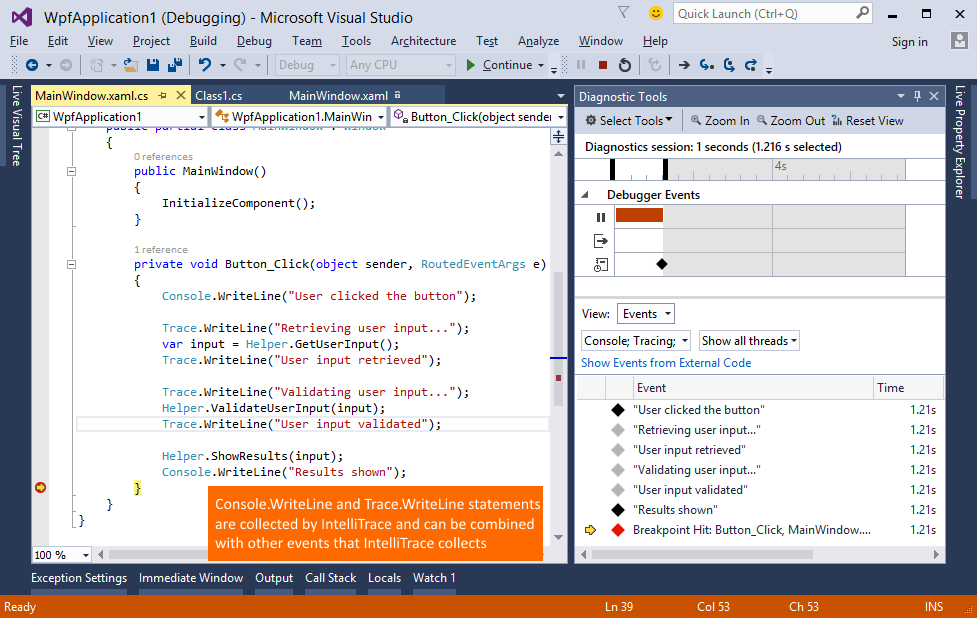 WpfApplication1 (Debugging) - Microsoft Visual Studio
Quick Launch (Ctrl+Q)
File Edit View Project Build Debug Team Tools Architecture Test Analyze Window Help
Sign in
Debug Any CPU Continue
Live Visual Tree
MainWindow.xaml.cs Class1.cs MainWindow.xaml
WpfApplication1 WpfApplication1.MainWin Button_Click(object sender
public partial class MainWindow : Window
{
0 references
public MainWindow()
{
InitializeComponent();
}
1 reference
private void Button_Click(object sender, RoutedEventArgs e)
{
Console.WriteLine("User clicked the button");
Trace.WriteLine("Retrieving user input...");
var input = Helper.GetUserInput();
Trace.WriteLine("User input retrieved");
Trace.WriteLine("Validating user input...");
Helper.ValidateUserInput(input);
Trace.WriteLine("User input validated");
Helper.ShowResults(input);
Console.WriteLine("Results shown");
}
}
}
Console.WriteLine and Trace.WriteLine statements
are collected by IntelliTrace and can be combined
with other events that IntelliTrace collects
100 %
Diagnostic Tools
Select Tools Zoom In Zoom Out Reset View
Diagnostics session: 1 seconds (1.216 s selected)
4s
Debugger Events
View: Events
Console; Tracing; Show all threads
Show Events from External Code
Event Time
"User clicked the button" 1.21s
"Retrieving user input..." 1.21s
"User input retrieved" 1.21s
"Validating user input..." 1.21s
"User input validated" 1.21s
"Results shown" 1.21s
Breakpoint Hit: Button_Click, MainWindow.... 1.21s
Live Property Explorer
Exception Settings Immediate Window Output Call Stack Locals Watch 1
Ready Ln 39 Col 53 Ch 53 INS